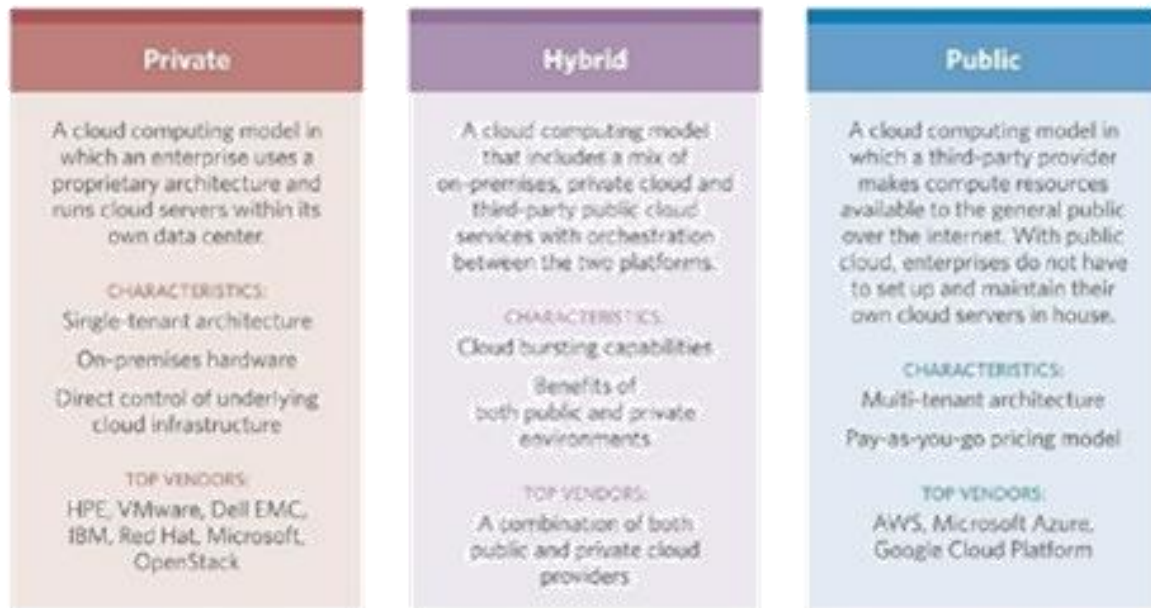 Private
A cloud computing model in
which an enterprise uses a
proprietary architecture and
runs cloud servers within its
own data center.
CHARACTERISTICS:
Single-tenant architecture
On-premises hardware
Direct control of underlying
cloud infrastructure
TOP VENDORS:
HPE, VMware, Dell EMC,
IBM, Red Hat, Microsoft,
OpenStack
Hybrid
A cloud computing model
that includes a mix of
on-premises, private cloud and
third-party public cloud
services with orchestration
between the two platforms.
CHARACTERISTICS:
Cloud bursting capabilities
Benefits of
both public and private
environments
TOP VENDORS:
A combination of both
public and private cloud
providers
Public
A cloud computing model in
which a third-party provider
makes compute resources
available to the general public
over the internet. With public
cloud, enterprises do not have
to set up and maintain their
own cloud servers in house.
CHARACTERISTICS:
Multi-tenant architecture
Pay-as-you-go pricing model
TOP VENDORS:
AWS, Microsoft Azure,
Google Cloud Platform